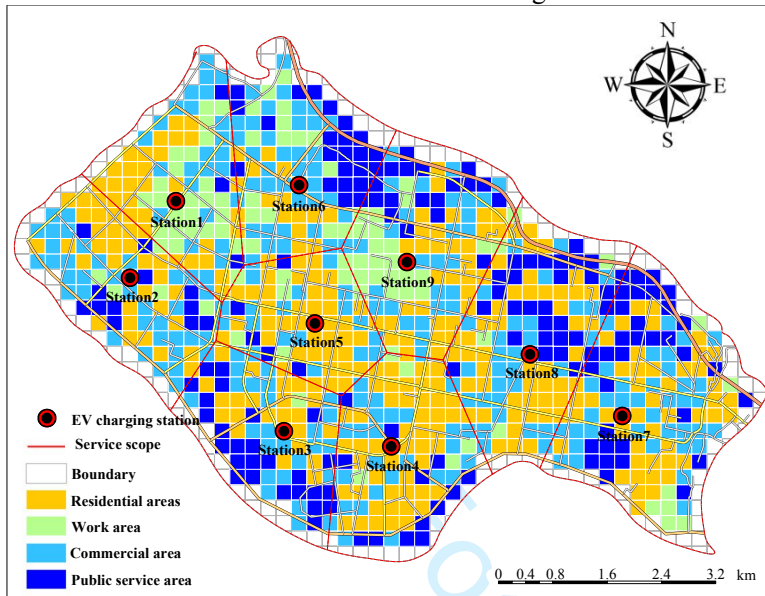 N
W E
S
Station1
Station6
Station2
Station9
Station5
Station8
Station7
Station3
Station4
EV charging station
Service scope
Boundary
Residential areas
Work area
Commercial area
Public service area
0 0.4 0.8 1.6 2.4 3.2 km